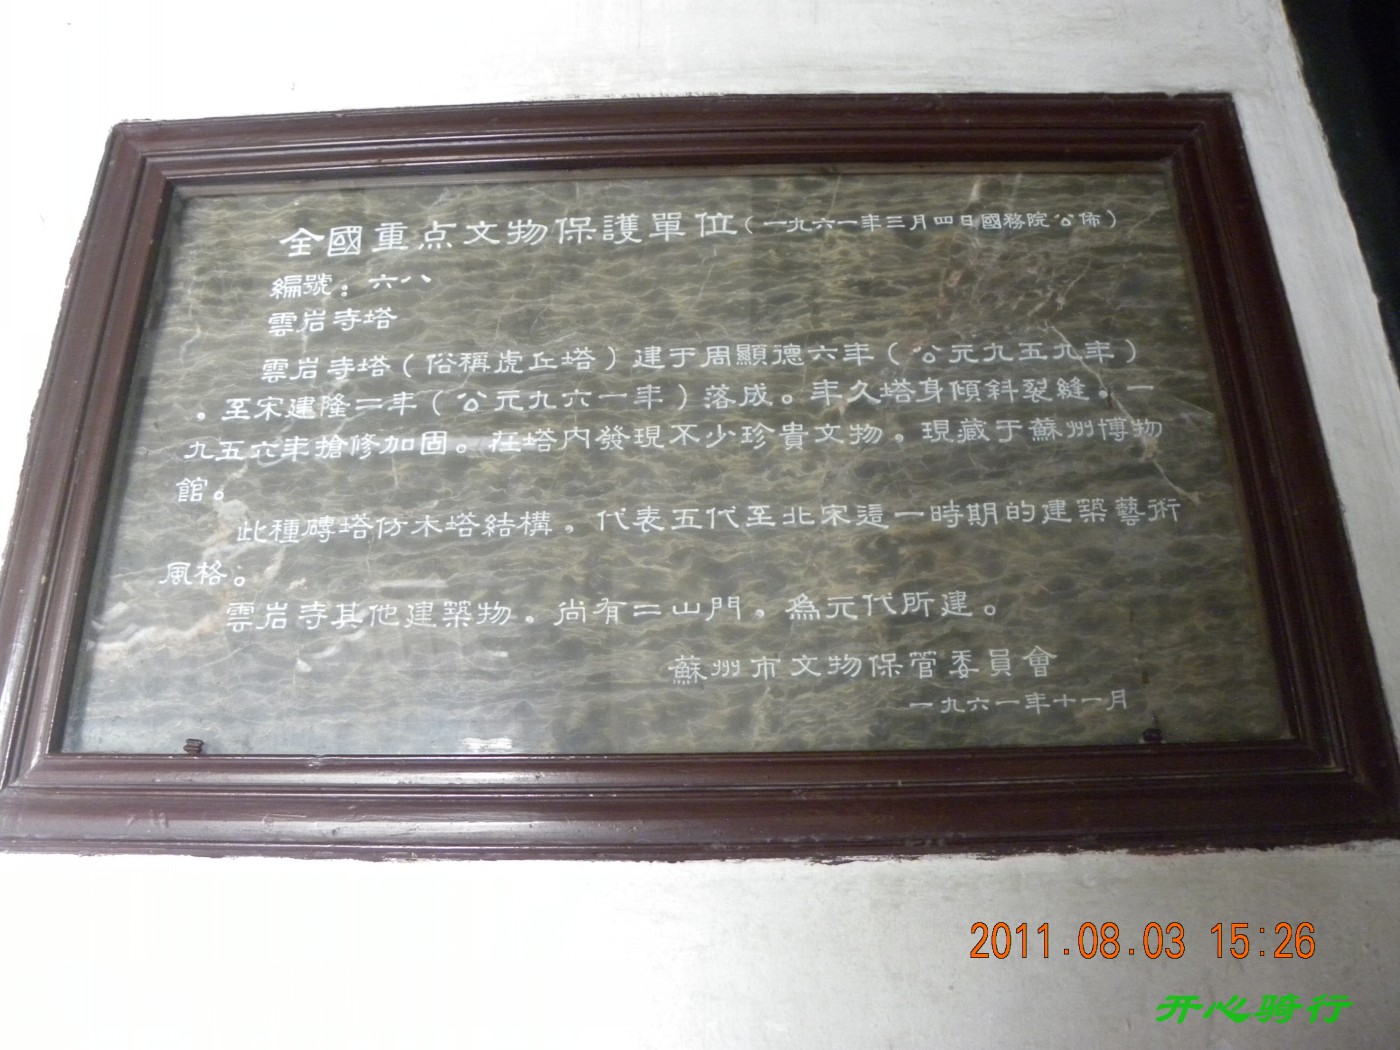 全國重点文物保護單位(一九六一年三月四日國務院公佈)
編號：六八
雲岩寺塔
雲岩寺塔(俗稱虎丘塔)建于周顯德六年(公元九五九年)
。至宋建隆二年(公元九六一年)落成。年久塔身傾斜裂縫。一
九五六年搶修加固。在塔内發現不少珍貴文物。現藏于蘇州博物
館。
此種磚塔仿木塔結構。代表五代至北宋這一時期的建築藝術
風格。
雲岩寺其他建築物。尚有二山門。為元代所建。
蘇州市文物保管委員會
一九六一年十一月
2011.08.03 15:26
开心骑行